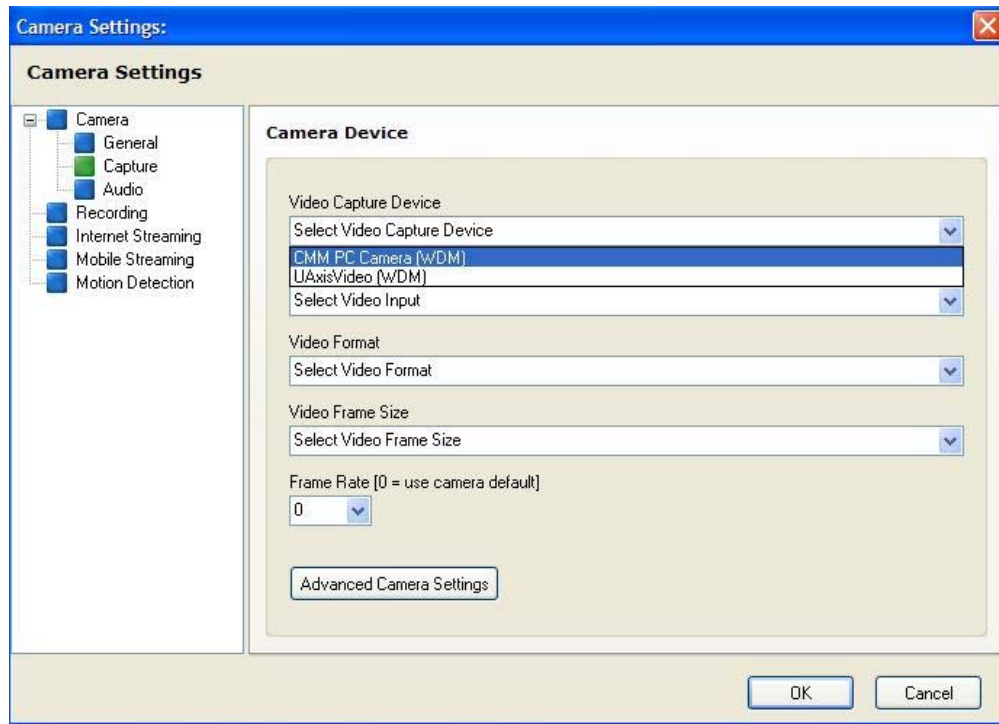 Camera Settings:
Camera Settings
Camera
General
Capture
Audio
Recording
Internet Streaming
Mobile Streaming
Motion Detection
Camera Device
Video Capture Device
Select Video Capture Device
CMM PC Camera (WDM)
UAxisVideo (WDM)
Select Video Input
Video Format
Select Video Format
Video Frame Size
Select Video Frame Size
Frame Rate [0 = use camera default]
0
Advanced Camera Settings
OK
Cancel